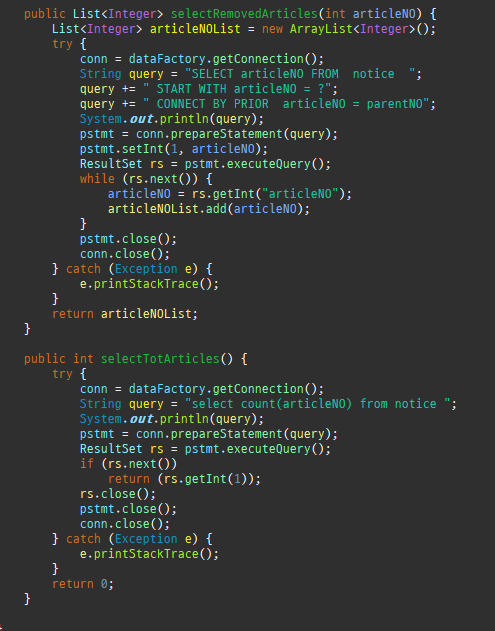 public List<Integer> selectRemovedArticles(int articleNO) {
    List<Integer> articleNOList = new ArrayList<Integer>();
    try {
        conn = dataFactory.getConnection();
        String query = "SELECT articleNO FROM  notice  ";
        query += " START WITH articleNO = ?";
        query += " CONNECT BY PRIOR  articleNO = parentNO";
        System.out.println(query);
        pstmt = conn.prepareStatement(query);
        pstmt.setInt(1, articleNO);
        ResultSet rs = pstmt.executeQuery();
        while (rs.next()) {
            articleNO = rs.getInt("articleNO");
            articleNOList.add(articleNO);
        }
        pstmt.close();
        conn.close();
    } catch (Exception e) {
        e.printStackTrace();
    }
    return articleNOList;
}

public int selectTotArticles() {
    try {
        conn = dataFactory.getConnection();
        String query = "select count(articleNO) from notice ";
        System.out.println(query);
        pstmt = conn.prepareStatement(query);
        ResultSet rs = pstmt.executeQuery();
        if (rs.next())
            return (rs.getInt(1));
        rs.close();
        pstmt.close();
        conn.close();
    } catch (Exception e) {
        e.printStackTrace();
    }
    return 0;
}